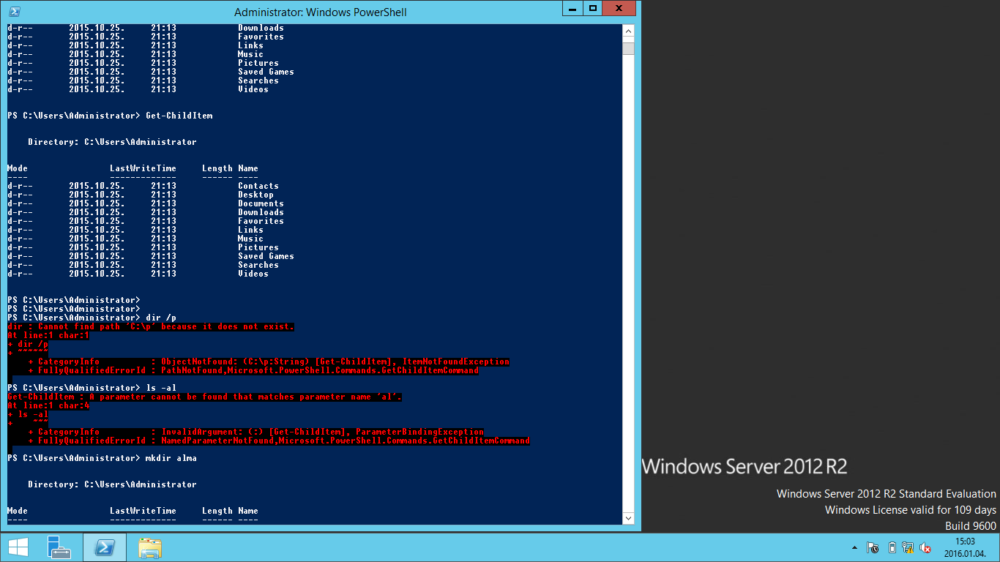 Administrator: Windows PowerShell
d-r--       2015.10.25.     21:13            Downloads
d-r--       2015.10.25.     21:13            Favorites
d-r--       2015.10.25.     21:13            Links
d-r--       2015.10.25.     21:13            Music
d-r--       2015.10.25.     21:13            Pictures
d-r--       2015.10.25.     21:13            Saved Games
d-r--       2015.10.25.     21:13            Searches
d-r--       2015.10.25.     21:13            Videos
PS C:\Users\Administrator> Get-ChildItem
    Directory: C:\Users\Administrator
Mode                LastWriteTime     Length Name
----                -------------     ------ ----
d-r--       2015.10.25.     21:13            Contacts
d-r--       2015.10.25.     21:13            Desktop
d-r--       2015.10.25.     21:13            Documents
d-r--       2015.10.25.     21:13            Downloads
d-r--       2015.10.25.     21:13            Favorites
d-r--       2015.10.25.     21:13            Links
d-r--       2015.10.25.     21:13            Music
d-r--       2015.10.25.     21:13            Pictures
d-r--       2015.10.25.     21:13            Saved Games
d-r--       2015.10.25.     21:13            Searches
d-r--       2015.10.25.     21:13            Videos
PS C:\Users\Administrator>
PS C:\Users\Administrator>
PS C:\Users\Administrator> dir /p
dir : Cannot find path 'C:\p' because it does not exist.
At line:1 char:1
+ dir /p
+ ~~~~~~
    + CategoryInfo          : ObjectNotFound: (C:\p:String) [Get-ChildItem], ItemNotFoundException
    + FullyQualifiedErrorId : PathNotFound,Microsoft.PowerShell.Commands.GetChildItemCommand
PS C:\Users\Administrator> ls -al
Get-ChildItem : A parameter cannot be found that matches parameter name 'al'.
At line:1 char:4
+ ls -al
+    ~~~
    + CategoryInfo          : InvalidArgument: (:) [Get-ChildItem], ParameterBindingException
    + FullyQualifiedErrorId : NamedParameterNotFound,Microsoft.PowerShell.Commands.GetChildItemCommand
PS C:\Users\Administrator> mkdir alma
    Directory: C:\Users\Administrator
Mode                LastWriteTime     Length Name
----                -------------     ------ ----
Windows Server 2012 R2
Windows Server 2012 R2 Standard Evaluation
Windows License valid for 109 days
Build 9600
15:03
2016.01.04.